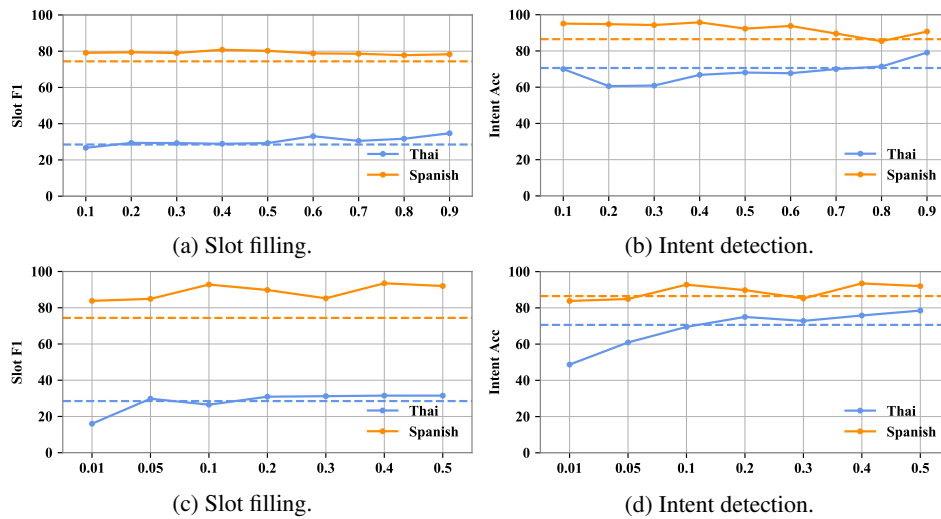 100
80
60
40
20
0
Slot F1
Thai
Spanish
0.1 0.2 0.3 0.4 0.5 0.6 0.7 0.8 0.9
(a) Slot filling.
100
80
60
40
20
0
Intent Acc
Thai
Spanish
0.1 0.2 0.3 0.4 0.5 0.6 0.7 0.8 0.9
(b) Intent detection.
100
80
60
40
20
0
Slot F1
Thai
Spanish
0.01 0.05 0.1 0.2 0.3 0.4 0.5
(c) Slot filling.
100
80
60
40
20
0
Intent Acc
Thai
Spanish
0.01 0.05 0.1 0.2 0.3 0.4 0.5
(d) Intent detection.